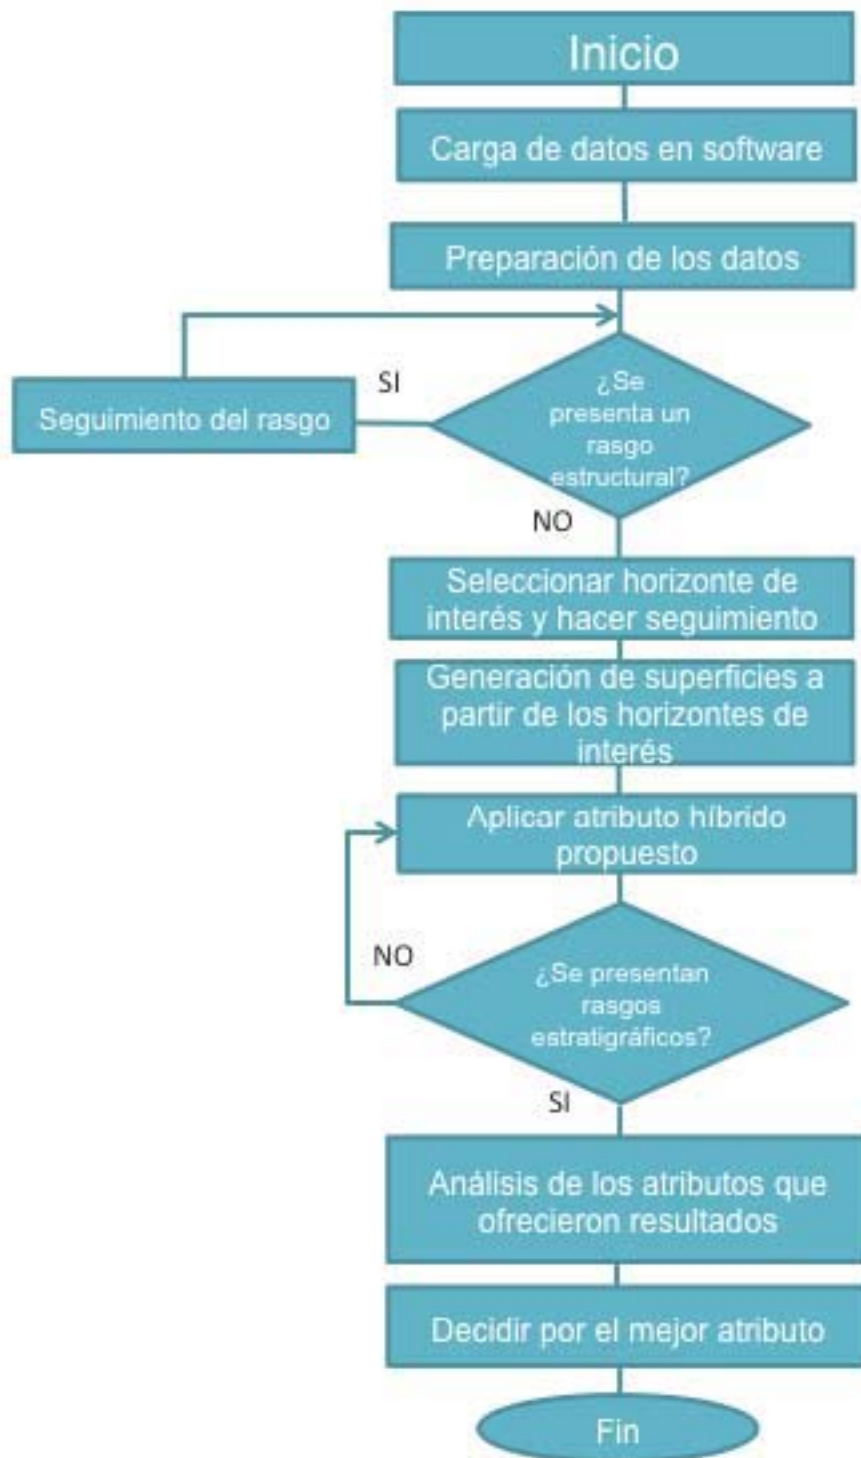 Inicio
Carga de datos en software
Preparación de los datos
SI
¿Se
presenta un
rasgo
estructural?
Seguimiento del rasgo
NO
Seleccionar horizonte de
interés y hacer seguimiento
Generación de superficies a
partir de los horizontes de
interés
Aplicar atributo híbrido
propuesto
NO
¿Se presentan
rasgos
estratigráficos?
SI
Análisis de los atributos que
ofrecieron resultados
Decidir por el mejor atributo
Fin